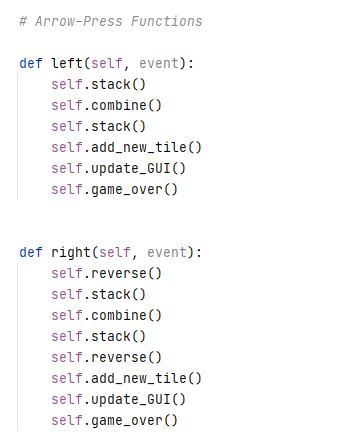 # Arrow-Press Functions
def left(self, event):
self.stack()
self.combine()
self.stack()
self.add_new_tile()
self.update_GUI()
self.game_over()
def right(self, event):
self.reverse()
self.stack()
self.combine()
self.stack()
self.reverse()
self.add_new_tile()
self.update_GUI()
self.game_over()